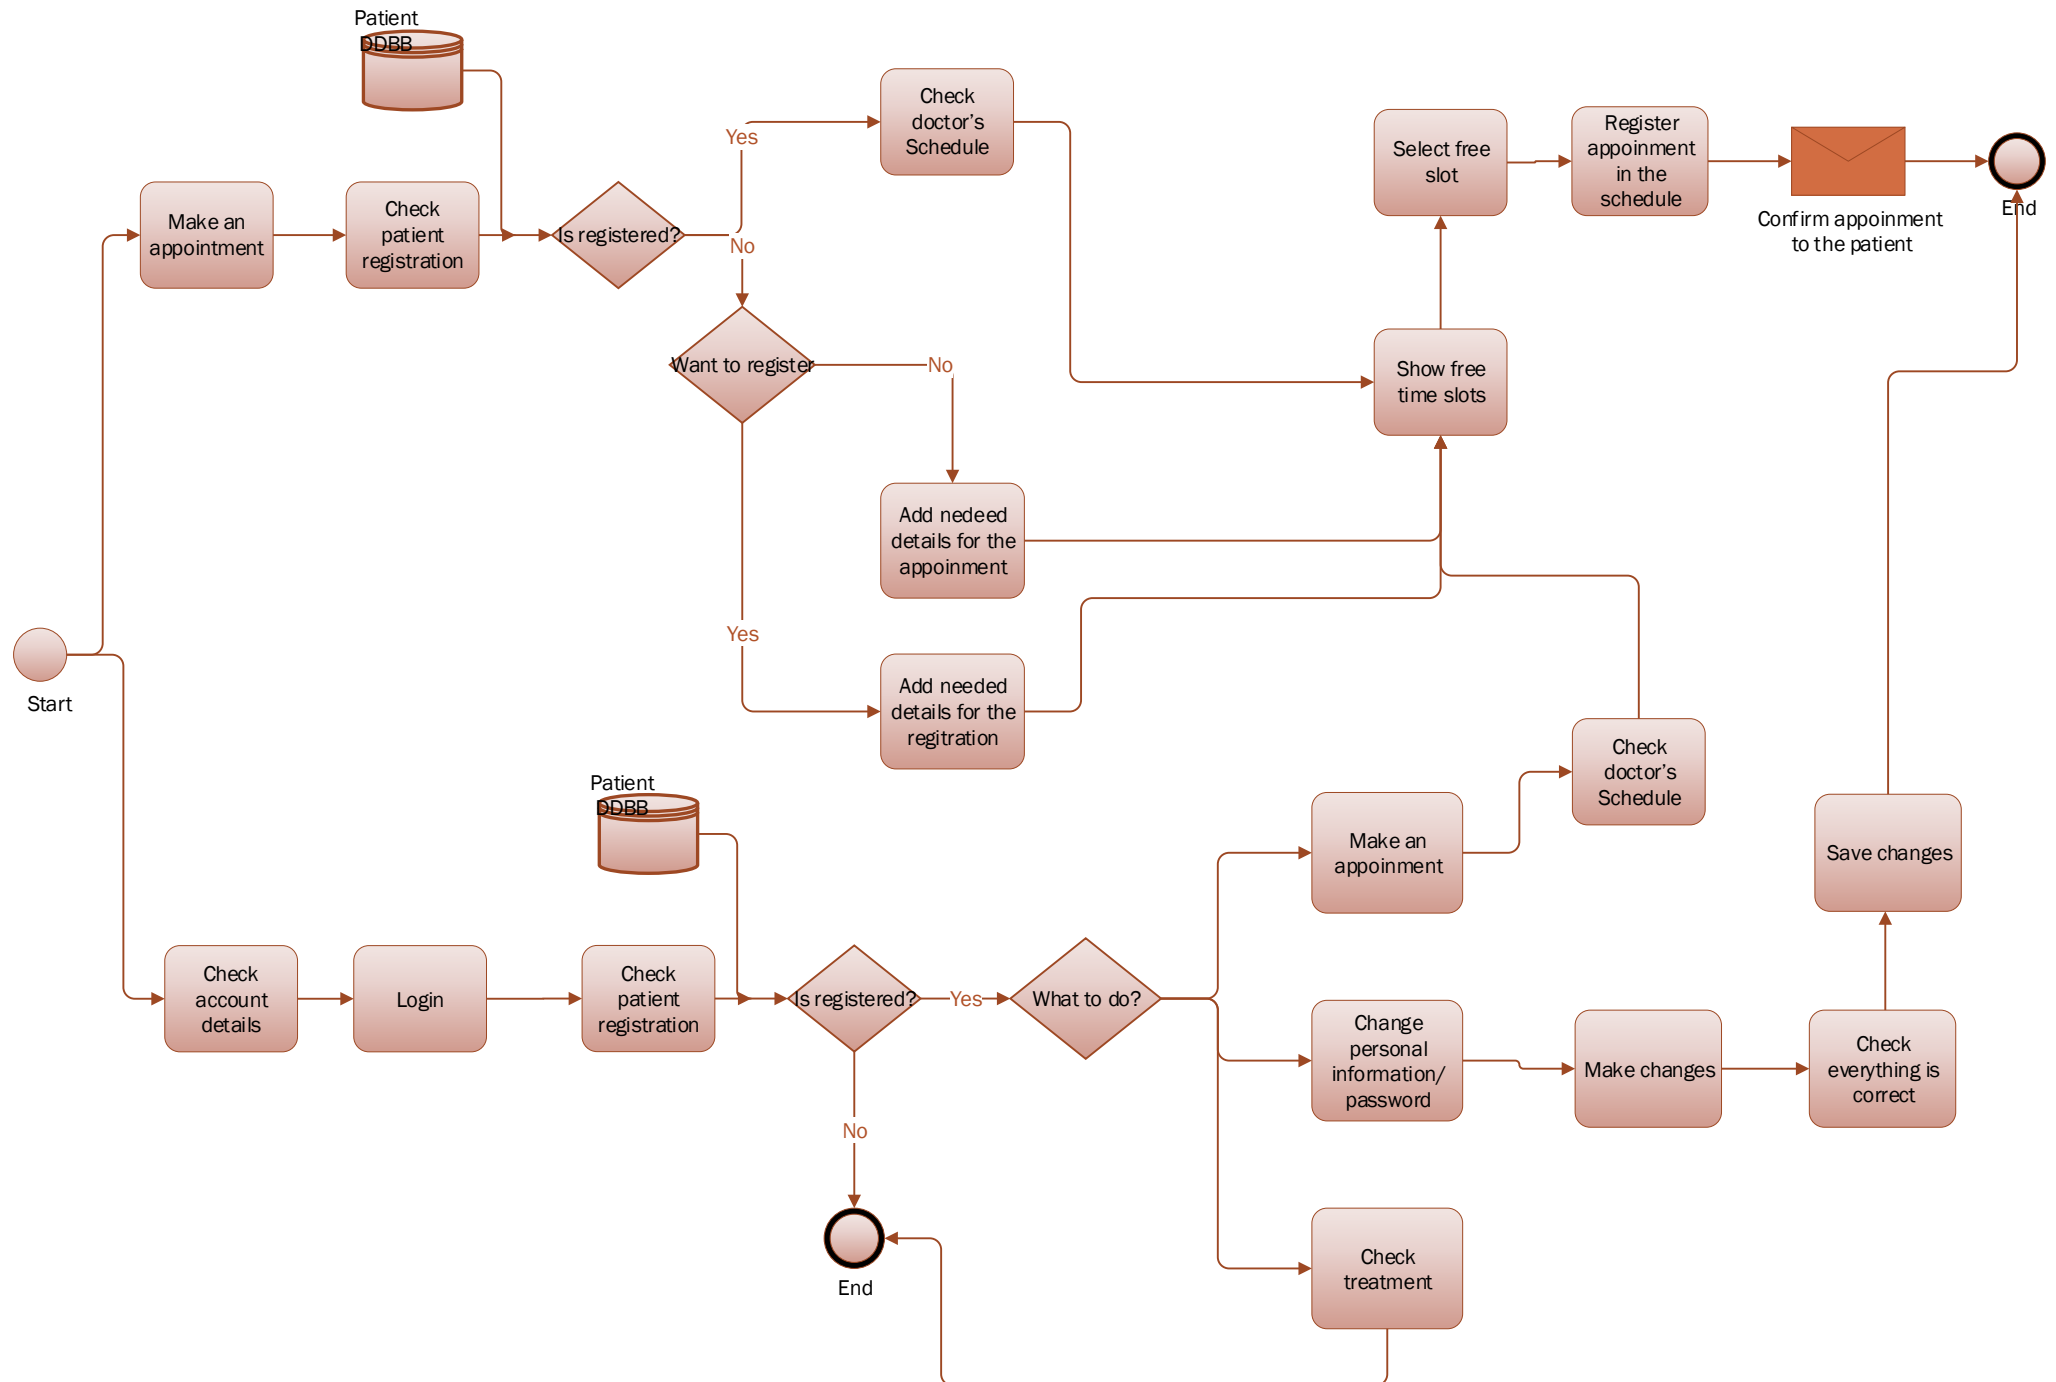 Patient
DDBB
Check
doctor's
Schedule
Yes
Select free
slot
Register
appoinment
in the
schedule
Confirm appoinment
to the patient
End
Make an
appointment
Check
patient
registration
Is registered?
No
Want to register
No
Show free
time slots
Add nedeed
details for the
appoinment
Yes
Start
Add needed
details for the
regitration
Patient
DDBB
Make an
appoinment
Check
doctor's
Schedule
Save changes
Check
account
details
Login
Check
patient
registration
Is registered?
Yes
What to do?
Change
personal
information/
password
Make changes
Check
everything is
correct
No
End
Check
treatment